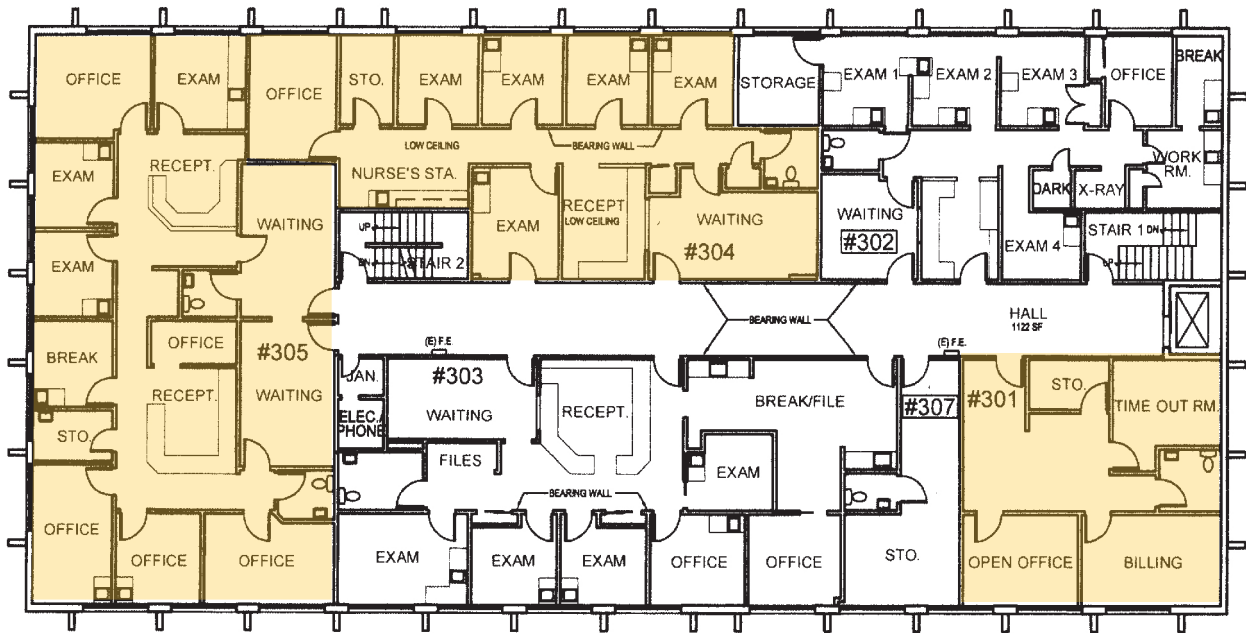 OFFICE
EXAM
OFFICE
STO.
EXAM
EXAM
EXAM
EXAM
STORAGE
EXAM 1
EXAM 2
EXAM 3
OFFICE
BREAK
LOW CEILING
BEARING WALL
RECEPT.
NURSE'S STA.
EXAM
WORK
RM.
DARK
X-RAY
WAITING
EXAM
RECEPT.
LOW CEILING
WAITING
#304
WAITING
#302
EXAM 4
STAIR 1
DN
UP
UP
DN
STAIR 2
EXAM
BEARING WALL
HALL
1122 SF
OFFICE
#305
BREAK
WAITING
RECEPT.
STO.
(E) F.E.
(E) F.E.
JAN.
ELEC./
PHONE
#303
WAITING
RECEPT.
BREAK/FILE
#307
#301
STO.
TIME OUT RM.
FILES
EXAM
BEARING WALL
OFFICE
OFFICE
OFFICE
EXAM
EXAM
EXAM
OFFICE
OFFICE
STO.
OPEN OFFICE
BILLING